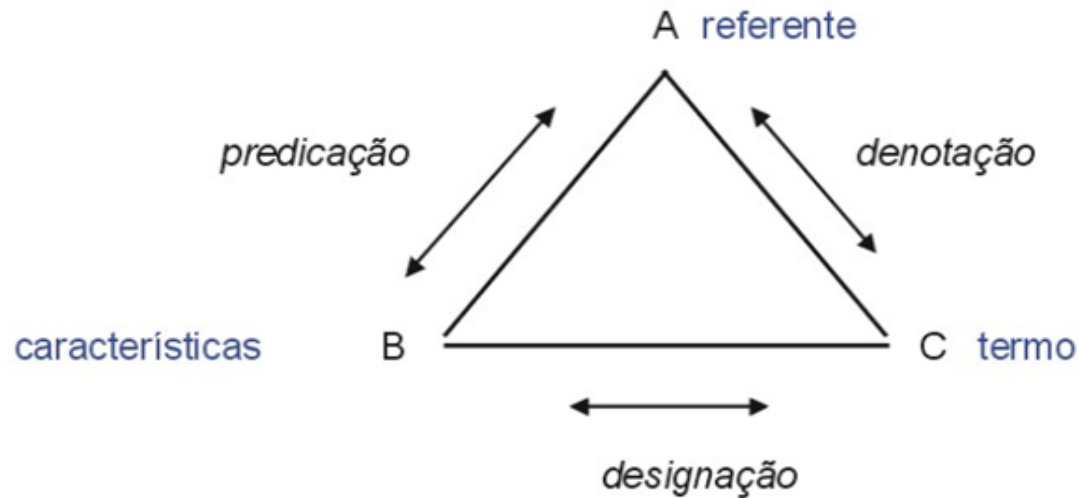 A referente
predicação
denotação
características B
C termo
designação